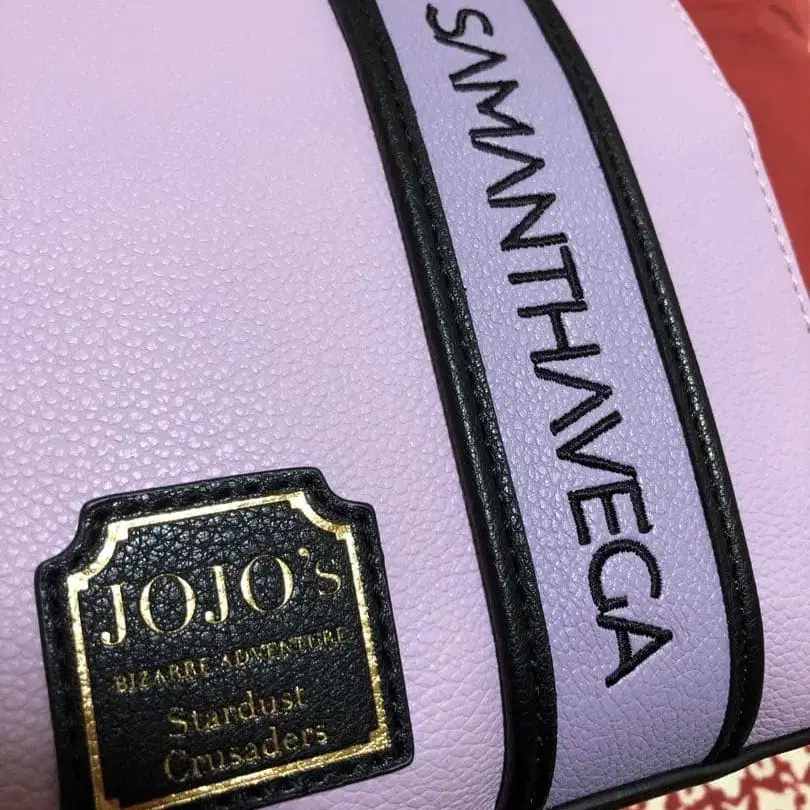 SAMANTHAVEGA
JOJO's
BIZARRE ADVENTURE
Stardust
Crusaders